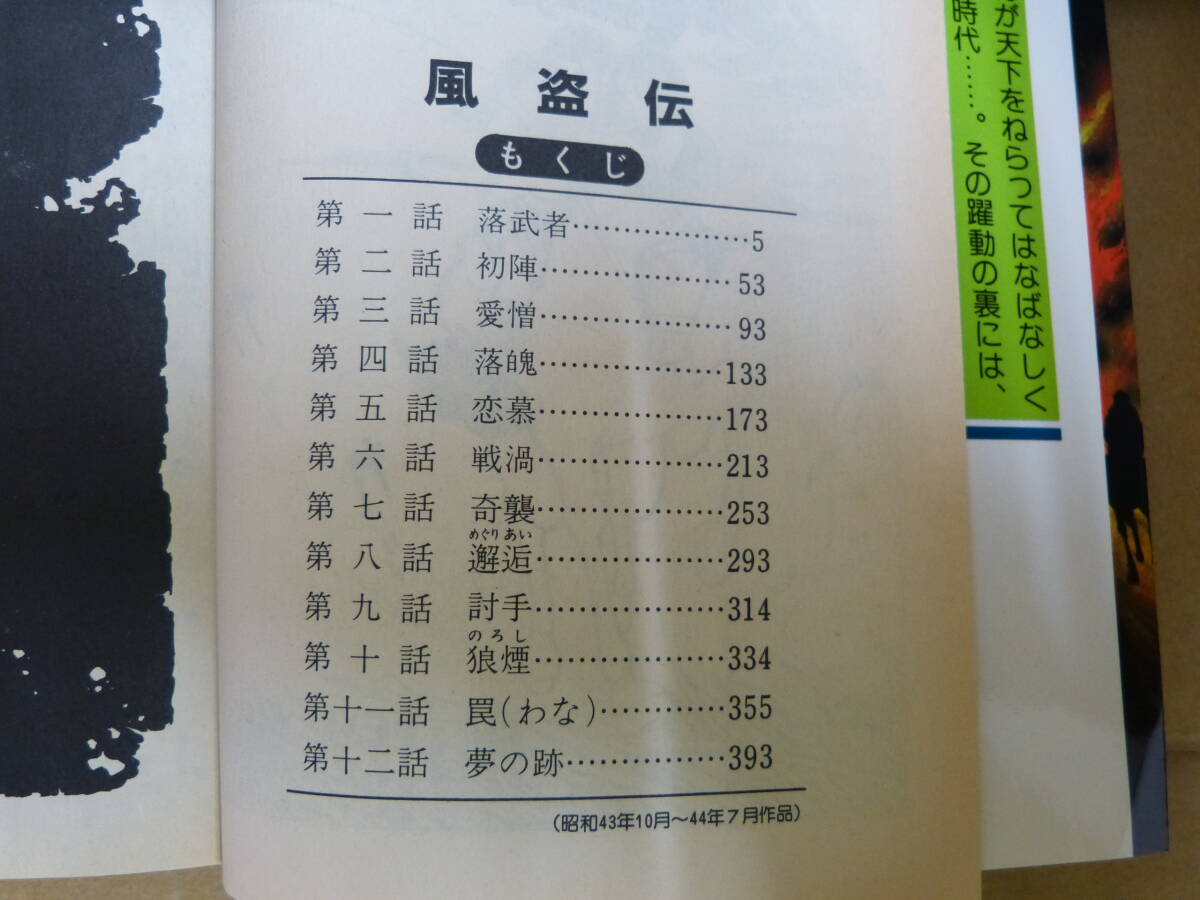 風盗伝
もくじ
第一話 落武者………………5
第二話 初陣………………53
第三話 愛憎………………93
第四話 落魄………………133
第五話 恋慕………………173
第六話 戦渦………………213
第七話 奇襲………………253
めぐりあい
第八話 邂逅………………293
第九話 討手………………314
のろし
第十話 狼煙………………334
第十一話 罠(わな)…………355
第十二話 夢の跡……………393
(昭和43年10月〜44年7月作品)
が天下をねらってはなばなしく
時代……。その躍動の裏には、